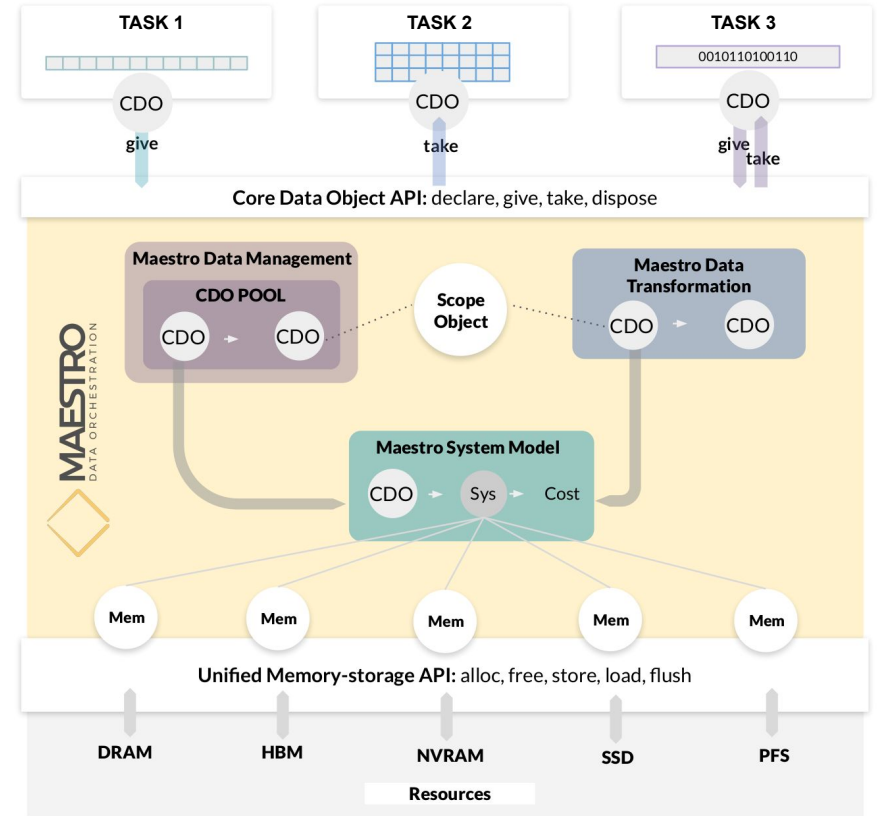 TASK 1
TASK 2
TASK 3
0010110100110
CDO
CDO
CDO
give
take
give
take
Core Data Object API: declare, give, take, dispose
Maestro Data Management
CDO POOL
CDO
CDO
Scope
Object
Maestro Data
Transformation
CDO
CDO
MAESTRO
DATA ORCHESTRATION
Maestro System Model
CDO
Sys
Cost
Mem
Mem
Mem
Mem
Mem
Unified Memory-storage API: alloc, free, store, load, flush
DRAM
HBM
NVRAM
SSD
PFS
Resources